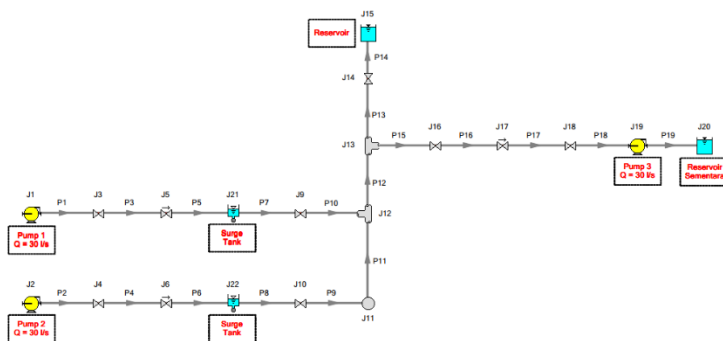 J15
Reservoir
P14
J14
P13
J13
P15
J16
P16
J17
P17
J18
P18
J19
P19
J20
Pump 3
Q = 30 l/s
Reservoir
Sementara
P12
J1
P1
J3
P3
J5
P5
J21
P7
J9
P10
J12
Pump 1
Q = 30 l/s
Surge
Tank
P11
J2
P2
J4
P4
J6
P6
J22
P8
J10
P9
J11
Pump 2
Q = 30 l/s
Surge
Tank